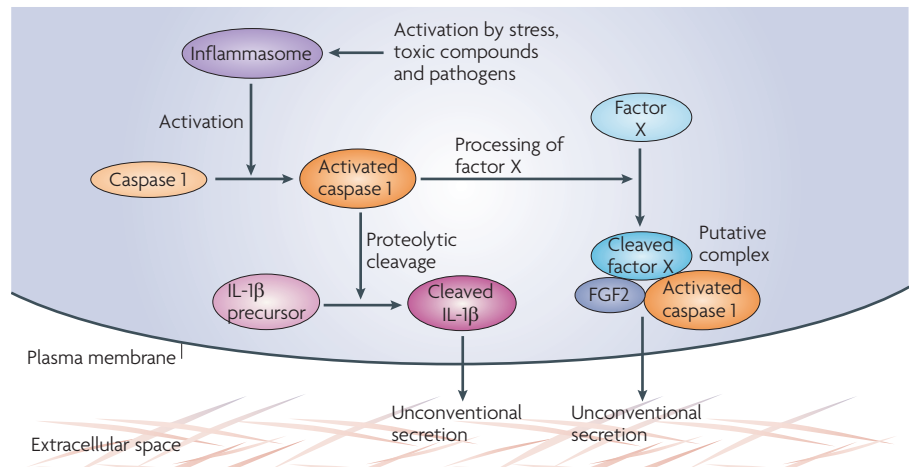 Activation by stress,
toxic compounds
and pathogens
Inflammasome
Activation
Factor
X
Processing of
factor X
Caspase 1
Activated
caspase 1
Proteolytic
cleavage
Putative
complex
Cleaved
factor X
FGF2
Activated
caspase 1
IL-1β
precursor
Cleaved
IL-1β
Plasma membrane
Unconventional
secretion
Unconventional
secretion
Extracellular space